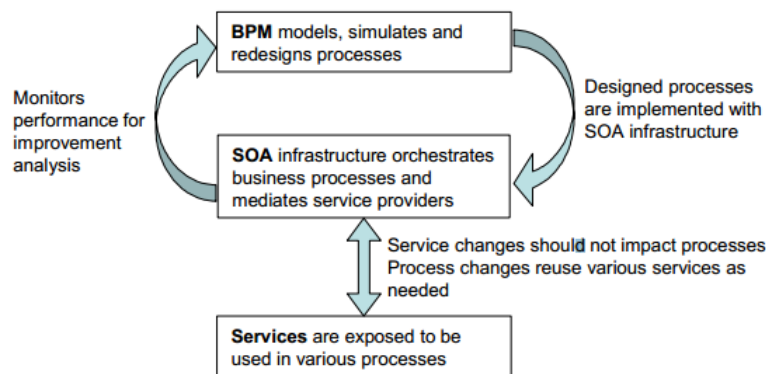 BPM models, simulates and
redesigns processes
Monitors
performance for
improvement
analysis
Designed processes
are implemented with
SOA infrastructure
SOA infrastructure orchestrates
business processes and
mediates service providers
Service changes should not impact processes
Process changes reuse various services as
needed
Services are exposed to be
used in various processes